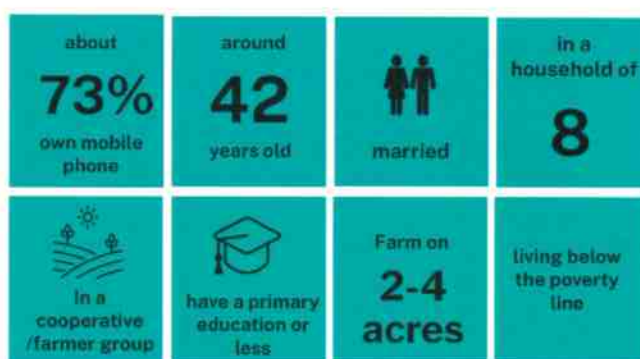 about
73%
own mobile
phone
around
42
years old
married
in a
household of
8
In a
cooperative
/farmer group
have a primary
education or
less
Farm on
2-4
acres
living below
the poverty
line